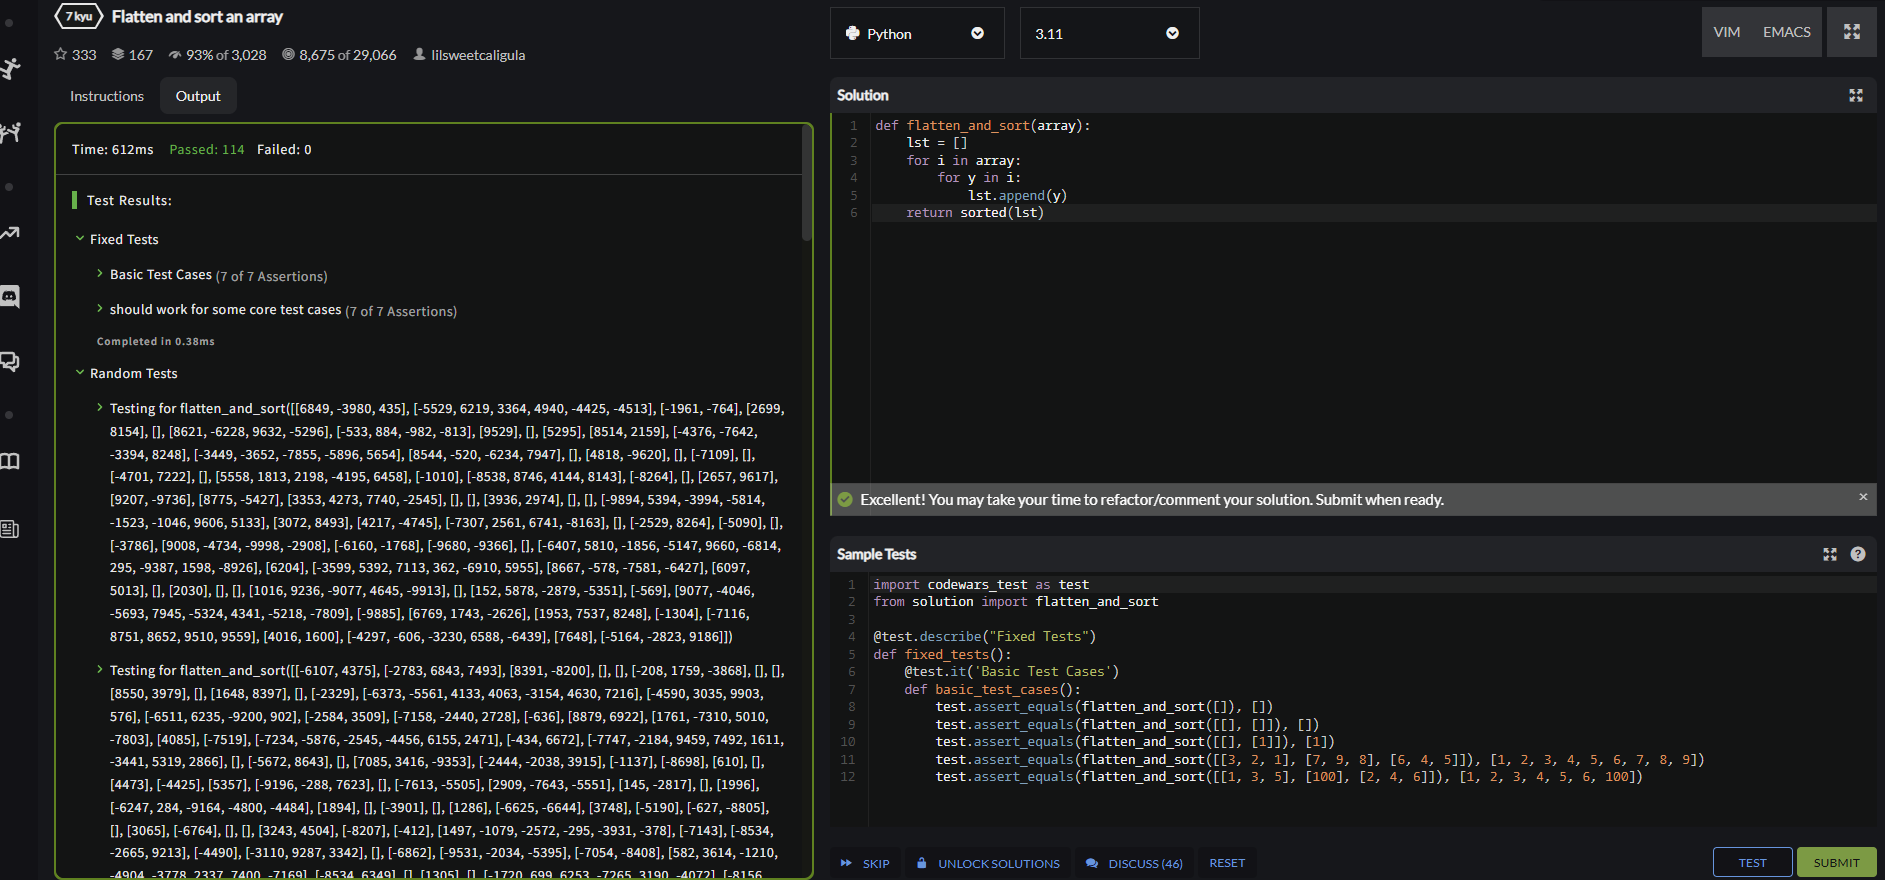 7 kyu Flatten and sort an array
333 167 93% of 3,028 8,675 of 29,066 lilsweetcaligula
Instructions Output
Time: 612ms Passed: 114 Failed: 0
Test Results:
Fixed Tests
Basic Test Cases (7 of 7 Assertions)
should work for some core test cases (7 of 7 Assertions)
Completed in 0.38ms
Random Tests
Testing for flatten_and_sort([[6849, -3980, 435], [-5529, 6219, 3364, 4940, -4425, -4513], [-1961, -764], [2699,
8154], [], [8621, -6228, 9632, -5296], [-533, 884, -982, -813], [9529], [], [5295], [8514, 2159], [-4376, -7642,
-3394, 8248], [-3449, -3652, -7855, -5896, 5654], [8544, -520, -6234, 7947], [], [4818, -9620], [], [-7109], [],
[-4701, 7222], [], [5558, 1813, 2198, -4195, 6458], [-1010], [-8538, 8746, 4144, 8143], [-8264], [], [2657, 9617],
[9207, -9736], [8775, -5427], [3353, 4273, 7740, -2545], [], [], [3936, 2974], [], [], [-9894, 5394, -3994, -5814,
-1523, -1046, 9606, 5133], [3072, 8493], [4217, -4745], [-7307, 2561, 6741, -8163], [], [-2529, 8264], [-5090], [],
[-3786], [9008, -4734, -9998, -2908], [-6160, -1768], [-9680, -9366], [], [-6407, 5810, -1856, -5147, 9660, -6814,
295, -9387, 1598, -8926], [6204], [-3599, 5392, 7113, 362, -6910, 5955], [8667, -578, -7581, -6427], [6097,
5013], [], [2030], [], [], [1016, 9236, -9077, 4645, -9913], [], [152, 5878, -2879, -5351], [-569], [9077, -4046,
-5693, 7945, -5324, 4341, -5218, -7809], [-9885], [6769, 1743, -2626], [1953, 7537, 8248], [-1304], [-7116,
8751, 8652, 9510, 9559], [4016, 1600], [-4297, -606, -3230, 6588, -6439], [7648], [-5164, -2823, 9186]])
Testing for flatten_and_sort([[-6107, 4375], [-2783, 6843, 7493], [8391, -8200], [], [], [-208, 1759, -3868], [], [],
[8550, 3979], [], [1648, 8397], [], [-2329], [-6373, -5561, 4133, 4063, -3154, 4630, 7216], [-4590, 3035, 9903,
576], [-6511, 6235, -9200, 902], [-2584, 3509], [-7158, -2440, 2728], [-636], [8879, 6922], [1761, -7310, 5010,
-7803], [4085], [-7519], [-7234, -5876, -2545, -4456, 6155, 2471], [-434, 6672], [-7747, -2184, 9459, 7492, 1611,
-3441, 5319, 2866], [], [-5672, 8643], [], [7085, 3416, -9353], [-2444, -2038, 3915], [-1137], [-8698], [610], [],
[4473], [-4425], [5357], [-9196, -288, 7623], [], [-7613, -5505], [2909, -7643, -5551], [145, -2817], [], [1996],
[-6247, 284, -9164, -4800, -4484], [1894], [], [-3901], [], [1286], [-6625, -6644], [3748], [-5190], [-627, -8805],
[], [3065], [-6764], [], [], [3243, 4504], [-8207], [-412], [1497, -1079, -2572, -295, -3931, -378], [-7143], [-8534,
-2665, 9213], [-4490], [-3110, 9287, 3342], [], [-6862], [-9531, -2034, -5395], [-7054, -8408], [582, 3614, -1210,
-4904, -3778, 2337, 7400, -7169], [-8534, 6349], [], [1305], [], [-1720, 699, 6253, -7265, 3190, -4072], [-8156,
Python 3.11 VIM EMACS
Solution
1 def flatten_and_sort(array):
2 lst = []
3 for i in array:
4 for y in i:
5 lst.append(y)
6 return sorted(lst)
Excellent! You may take your time to refactor/comment your solution. Submit when ready. ×
Sample Tests ?
1 import codewars_test as test
2 from solution import flatten_and_sort
3
4 @test.describe("Fixed Tests")
5 def fixed_tests():
6 @test.it('Basic Test Cases')
7 def basic_test_cases():
8 test.assert_equals(flatten_and_sort([]), [])
9 test.assert_equals(flatten_and_sort([[], []]), [])
10 test.assert_equals(flatten_and_sort([[], [1]]), [1])
11 test.assert_equals(flatten_and_sort([[3, 2, 1], [7, 9, 8], [6, 4, 5]]), [1, 2, 3, 4, 5, 6, 7, 8, 9])
12 test.assert_equals(flatten_and_sort([[1, 3, 5], [100], [2, 4, 6]]), [1, 2, 3, 4, 5, 6, 100])
SKIP UNLOCK SOLUTIONS DISCUSS (46) RESET TEST SUBMIT